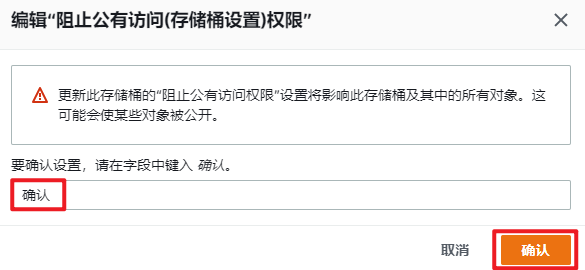 编辑“阻止公有访问(存储桶设置)权限”
更新此存储桶的“阻止公有访问权限”设置将影响此存储桶及其中的所有对象。这
可能会使某些对象被公开。
要确认设置，请在字段中键入 确认。
确认
取消 确认